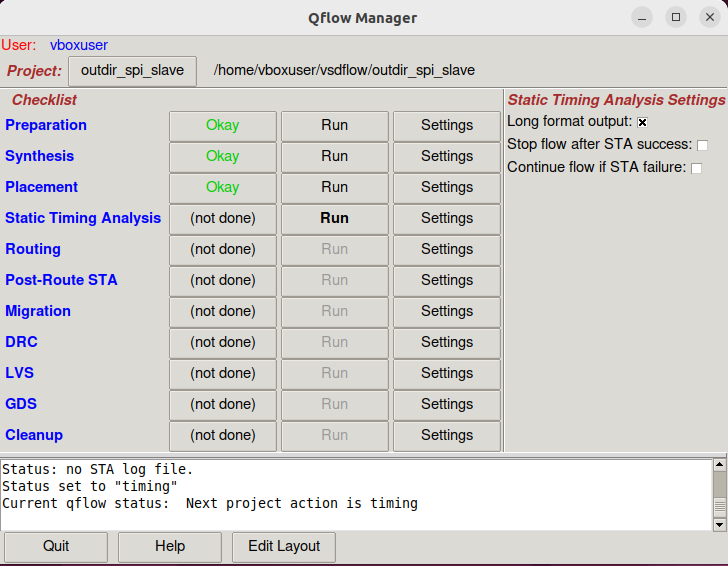 Qflow Manager
User: vboxuser
Project: outdir_spi_slave /home/vboxuser/vsdflow/outdir_spi_slave
Checklist
Preparation Okay Run Settings
Synthesis Okay Run Settings
Placement Okay Run Settings
Static Timing Analysis (not done) Run Settings
Routing (not done) Run Settings
Post-Route STA (not done) Run Settings
Migration (not done) Run Settings
DRC (not done) Run Settings
LVS (not done) Run Settings
GDS (not done) Run Settings
Cleanup (not done) Run Settings
Static Timing Analysis Settings
Long format output:
Stop flow after STA success:
Continue flow if STA failure:
Status: no STA log file.
Status set to "timing"
Current qflow status:  Next project action is timing
Quit Help Edit Layout